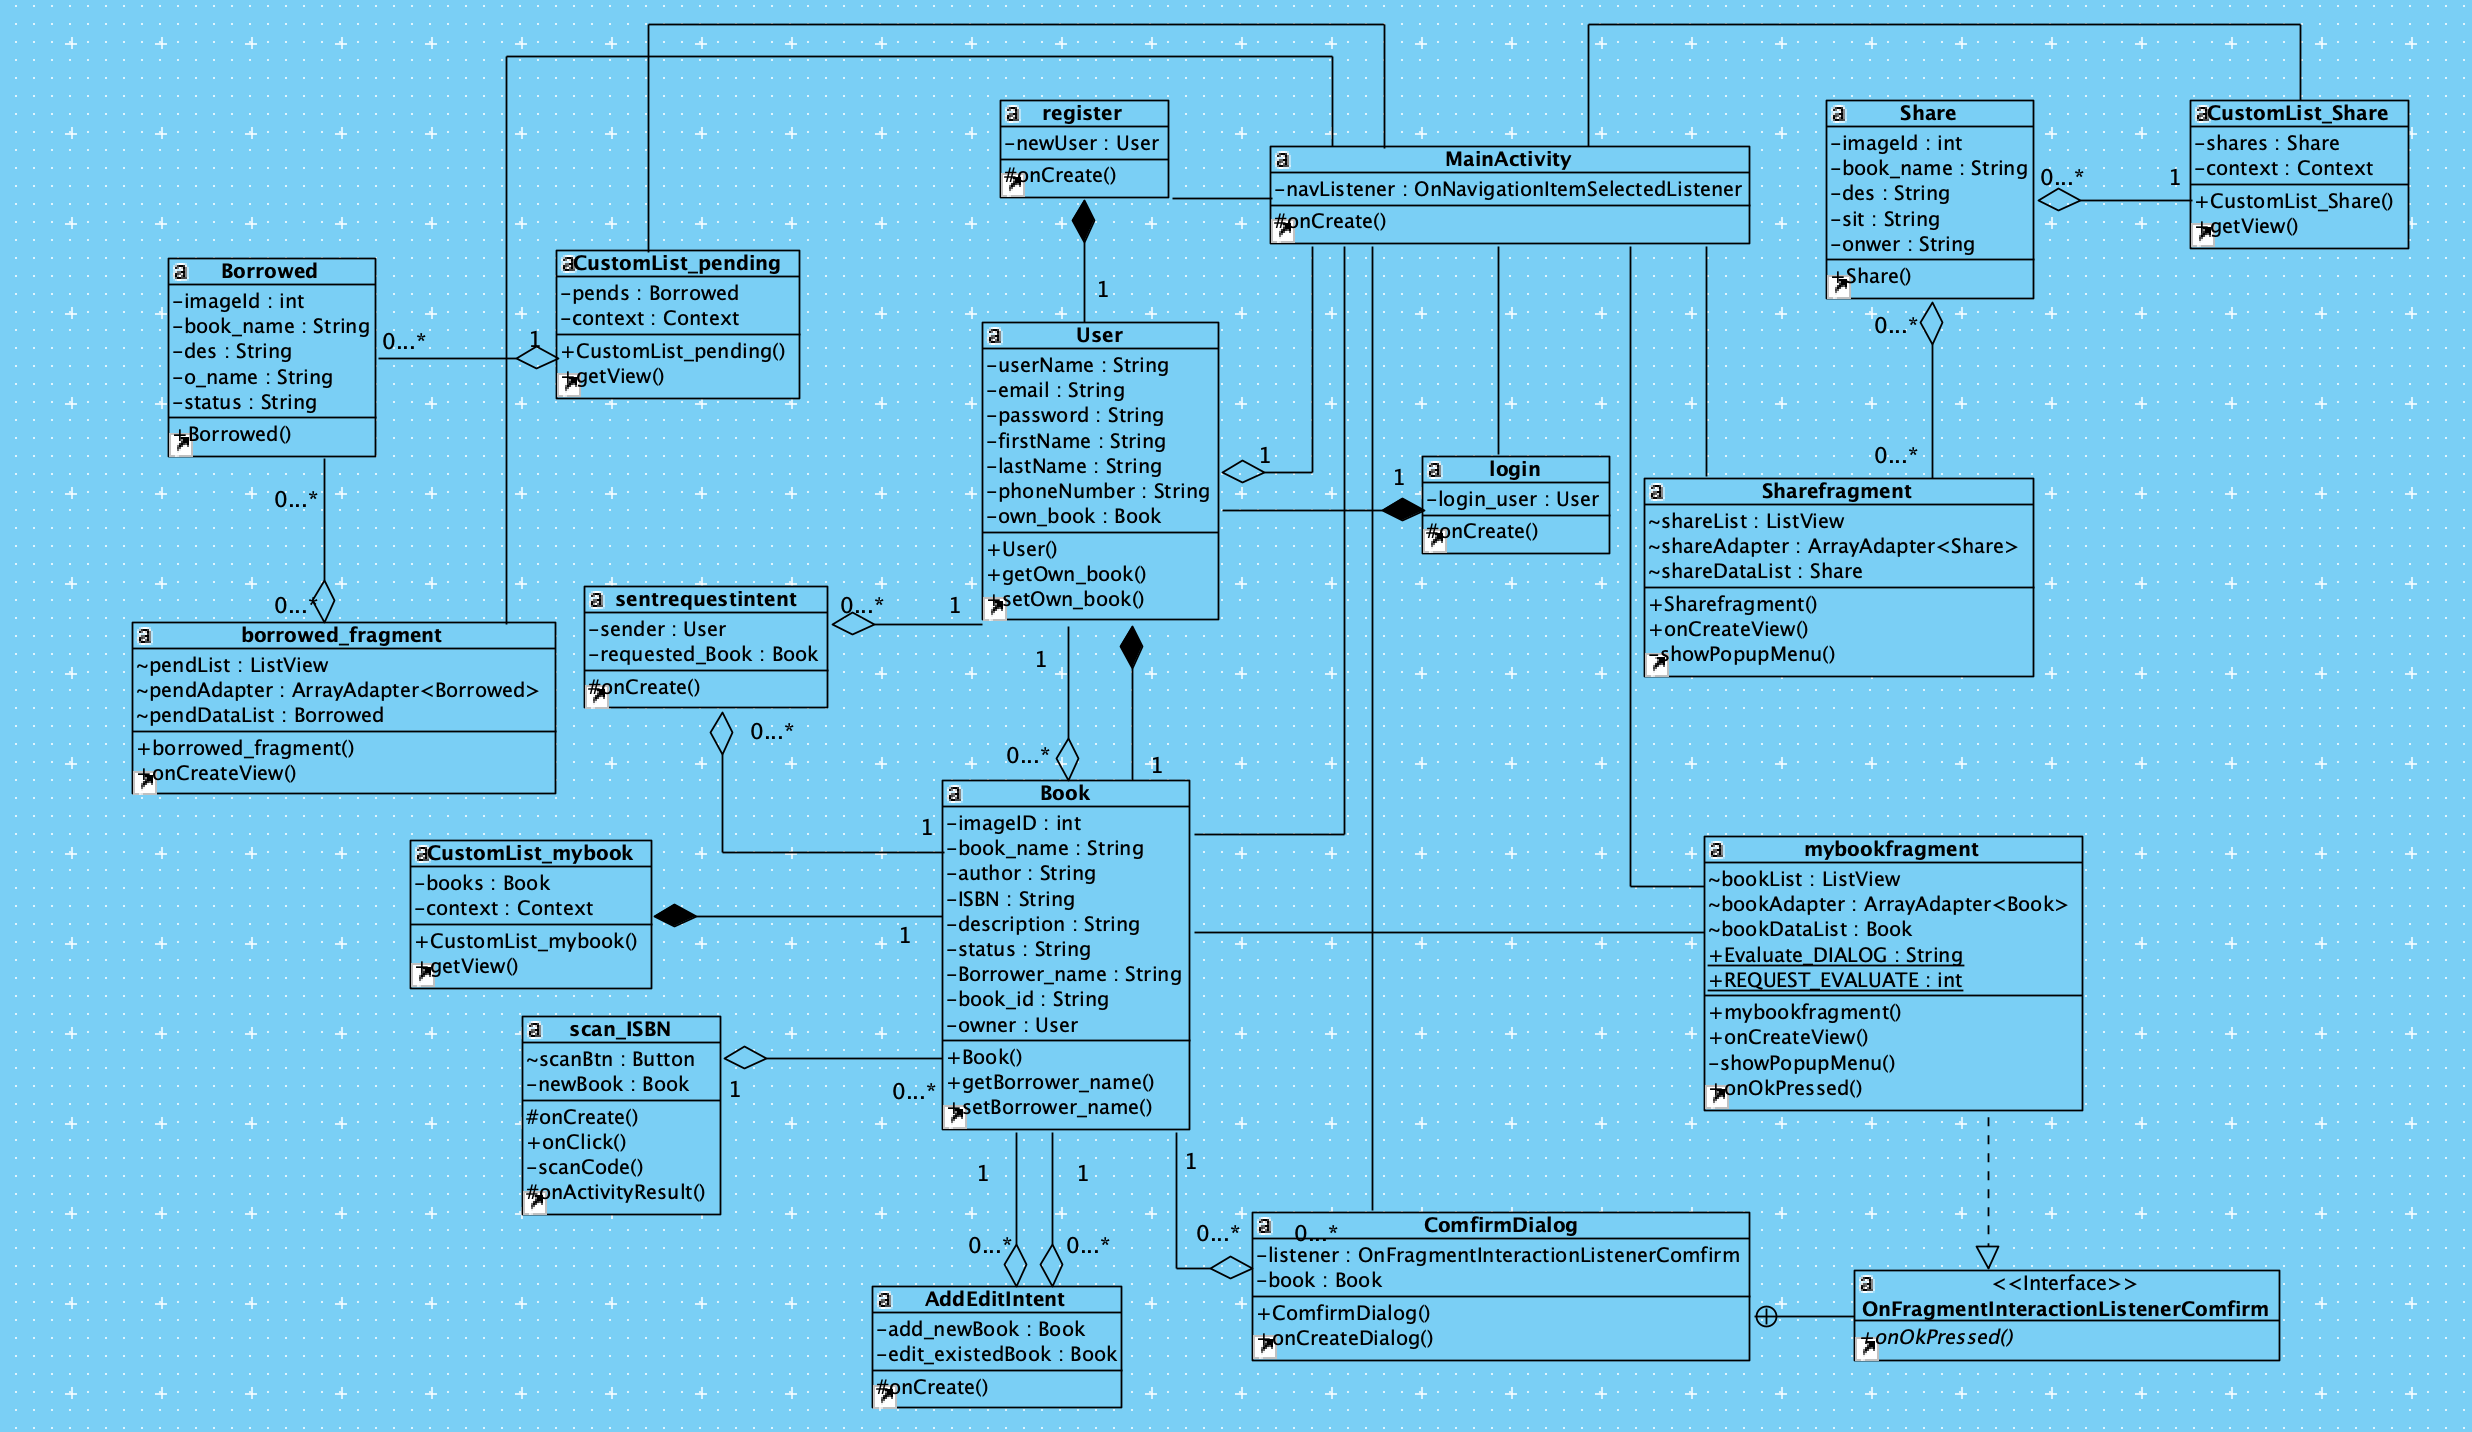 register
-newUser : User
#onCreate()
MainActivity
-navListener : OnNavigationItemSelectedListener
#onCreate()
Share
-imageId : int
-book_name : String
-des : String
-sit : String
-onwer : String
+Share()
0...*
1
CustomList_Share
-shares : Share
-context : Context
+CustomList_Share()
+getView()
Borrowed
-imageId : int
-book_name : String
-des : String
-o_name : String
-status : String
+Borrowed()
0...*
1
CustomList_pending
-pends : Borrowed
-context : Context
+CustomList_pending()
+getView()
1
User
-userName : String
-email : String
-password : String
-firstName : String
-lastName : String
-phoneNumber : String
-own_book : Book
+User()
+getOwn_book()
+setOwn_book()
1
1
login
-login_user : User
#onCreate()
0...*
0...*
Sharefragment
~shareList : ListView
~shareAdapter : ArrayAdapter<Share>
~shareDataList : Share
+Sharefragment()
+onCreateView()
-showPopupMenu()
0...*
0...*
borrowed_fragment
~pendList : ListView
~pendAdapter : ArrayAdapter<Borrowed>
~pendDataList : Borrowed
+borrowed_fragment()
+onCreateView()
sentrequestintent
-sender : User
-requested_Book : Book
#onCreate()
0...*
1
0...*
1
1
0...*
1
Book
-imageID : int
-book_name : String
-author : String
-ISBN : String
-description : String
-status : String
-Borrower_name : String
-book_id : String
-owner : User
+Book()
+getBorrower_name()
+setBorrower_name()
CustomList_mybook
-books : Book
-context : Context
+CustomList_mybook()
+getView()
1
mybookfragment
~bookList : ListView
~bookAdapter : ArrayAdapter<Book>
~bookDataList : Book
+Evaluate_DIALOG : String
+REQUEST_EVALUATE : int
+mybookfragment()
+onCreateView()
-showPopupMenu()
+onOkPressed()
scan_ISBN
~scanBtn : Button
-newBook : Book
#onCreate()
+onClick()
-scanCode()
#onActivityResult()
1
0...*
1
1
1
0...*
0...*
0...*
0...*
AddEditIntent
-add_newBook : Book
-edit_existedBook : Book
#onCreate()
ComfirmDialog
-listener : OnFragmentInteractionListenerComfirm
-book : Book
+ComfirmDialog()
+onCreateDialog()
<<Interface>>
OnFragmentInteractionListenerComfirm
+onOkPressed()